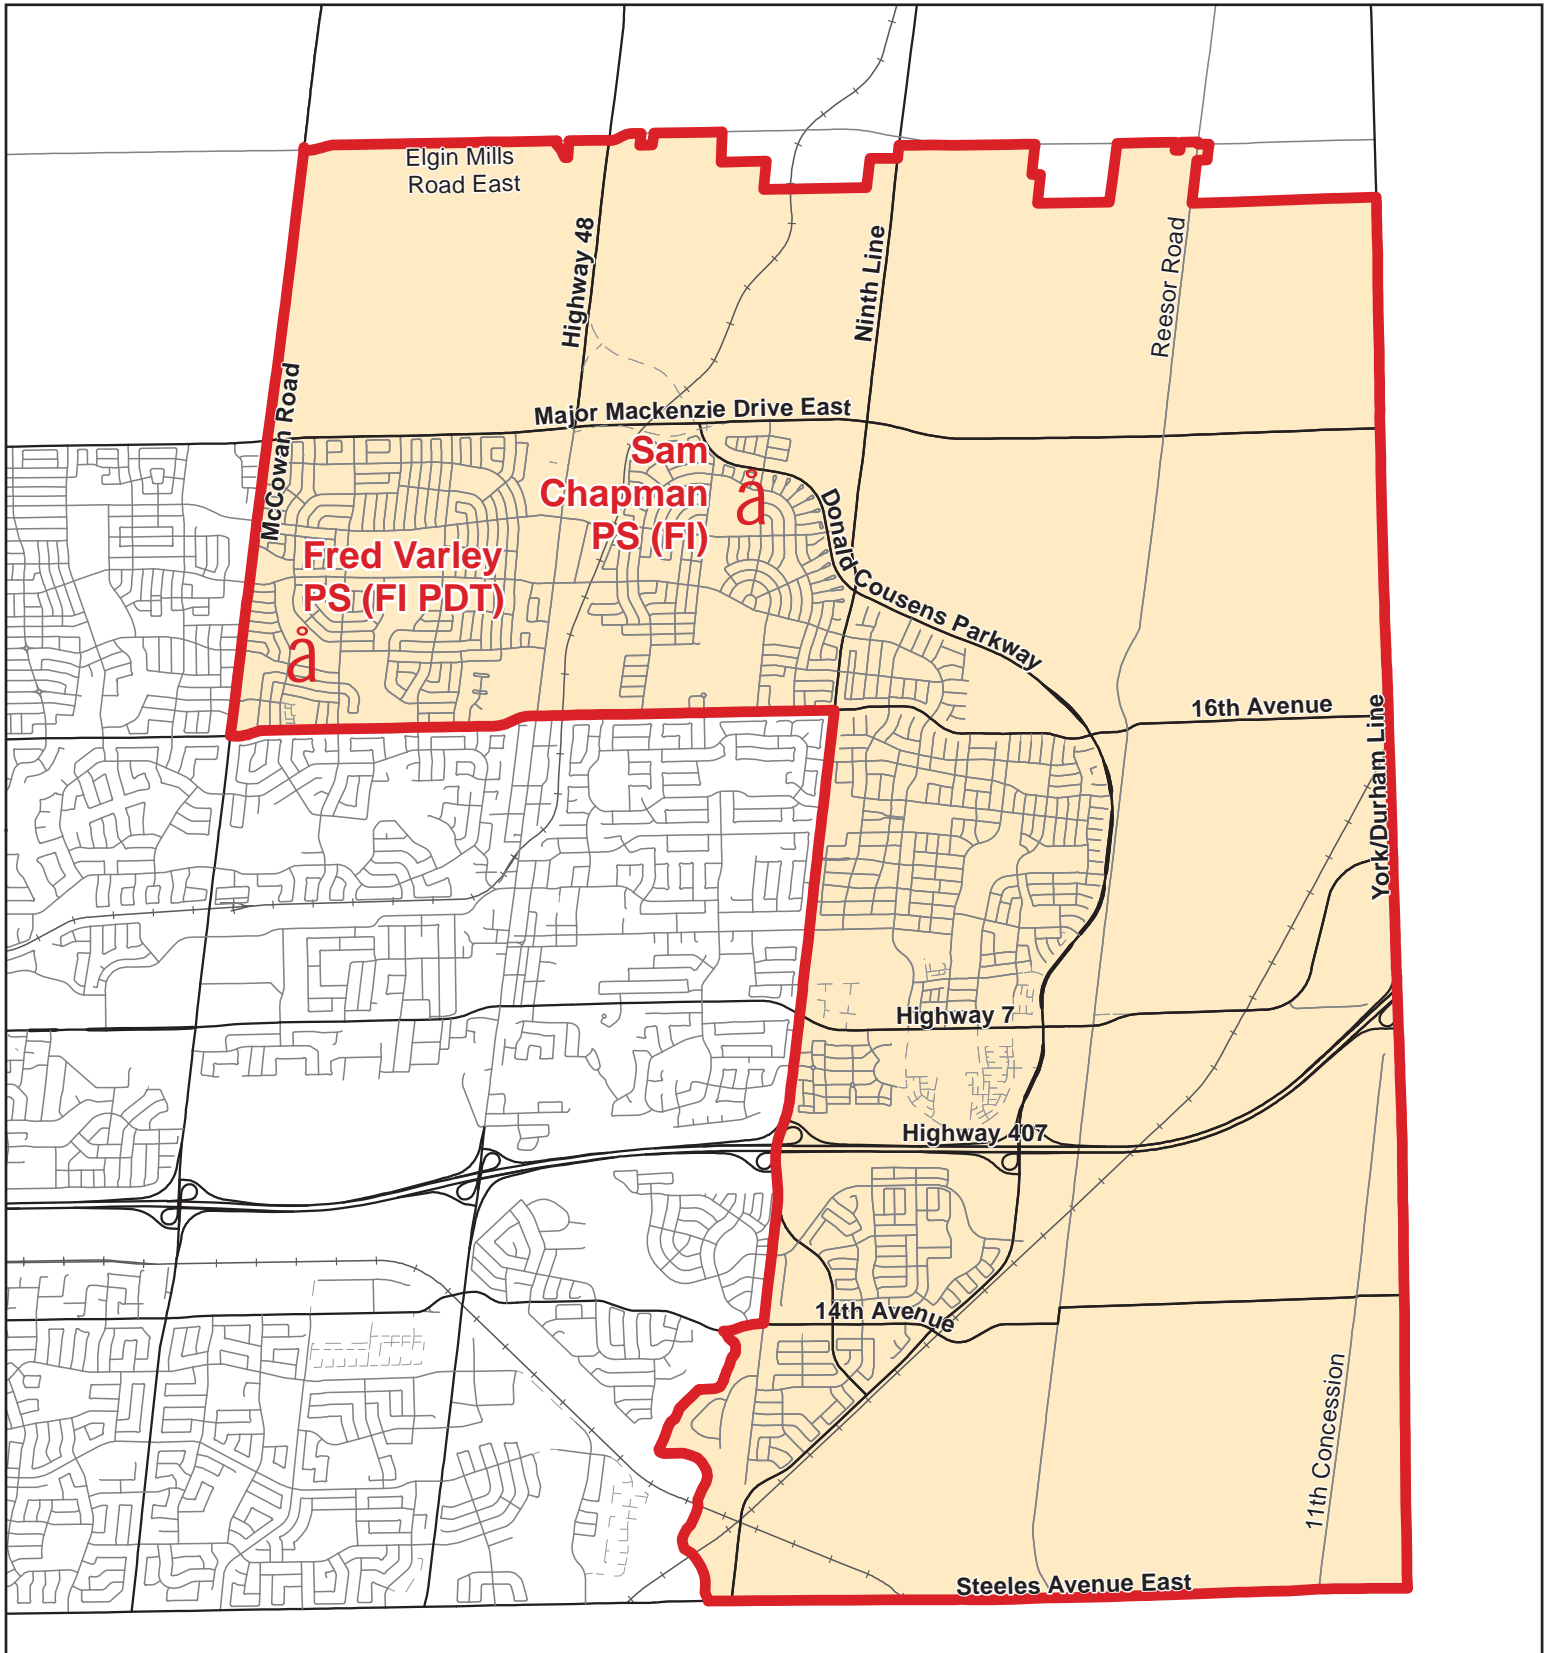 Elgin Mills
Road East
Highway 48
Ninth Line
Reesor Road
McCowan Road
Major Mackenzie Drive East
Sam
Chapman
PS (FI)
å
Donald Cousens Parkway
Fred Varley
PS (FI PDT)
å
16th Avenue
York/Durham Line
Highway 7
Highway 407
14th Avenue
11th Concession
Steeles Avenue East